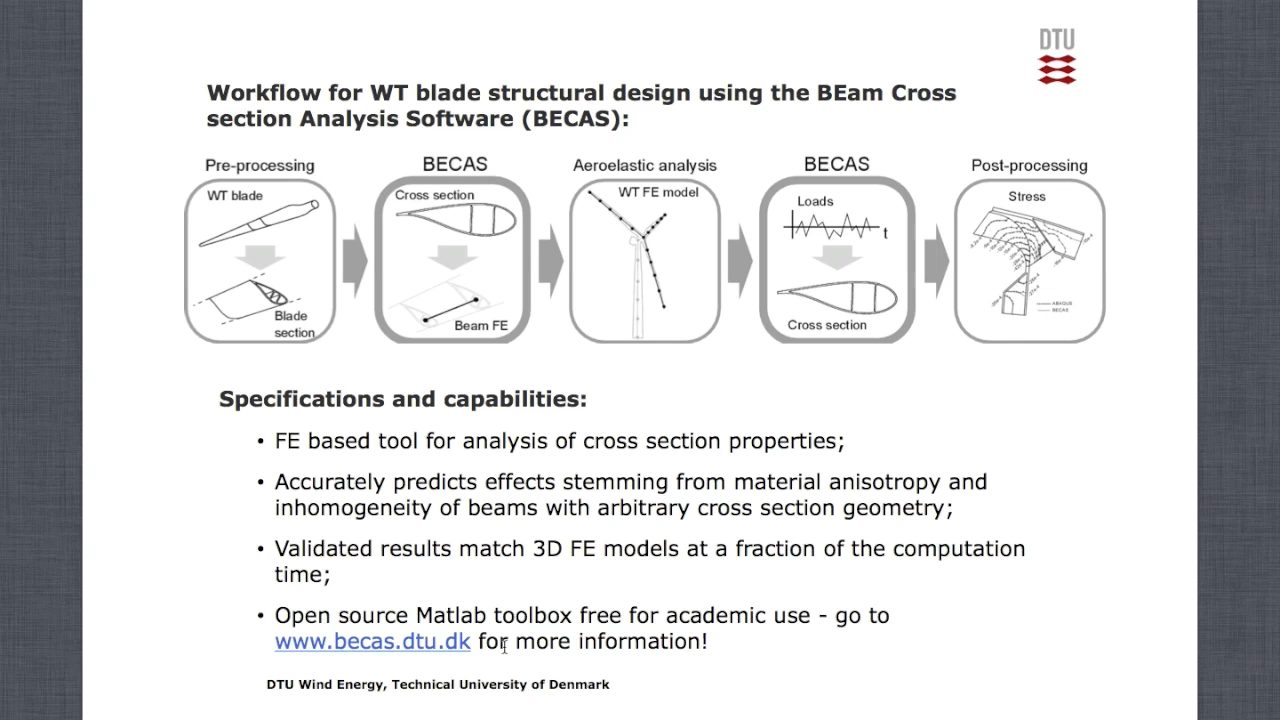 DTU
Workflow for WT blade structural design using the BEam Cross
section Analysis Software (BECAS):
Pre-processing
BECAS
Aeroelastic analysis
BECAS
Post-processing
WT blade
Blade
section
Cross section
Beam FE
WT FE model
Loads
t
Cross section
Stress
ABAQUS
BECAS
Specifications and capabilities:
• FE based tool for analysis of cross section properties;
• Accurately predicts effects stemming from material anisotropy and
inhomogeneity of beams with arbitrary cross section geometry;
• Validated results match 3D FE models at a fraction of the computation
time;
• Open source Matlab toolbox free for academic use - go to
www.becas.dtu.dk for more information!
DTU Wind Energy, Technical University of Denmark